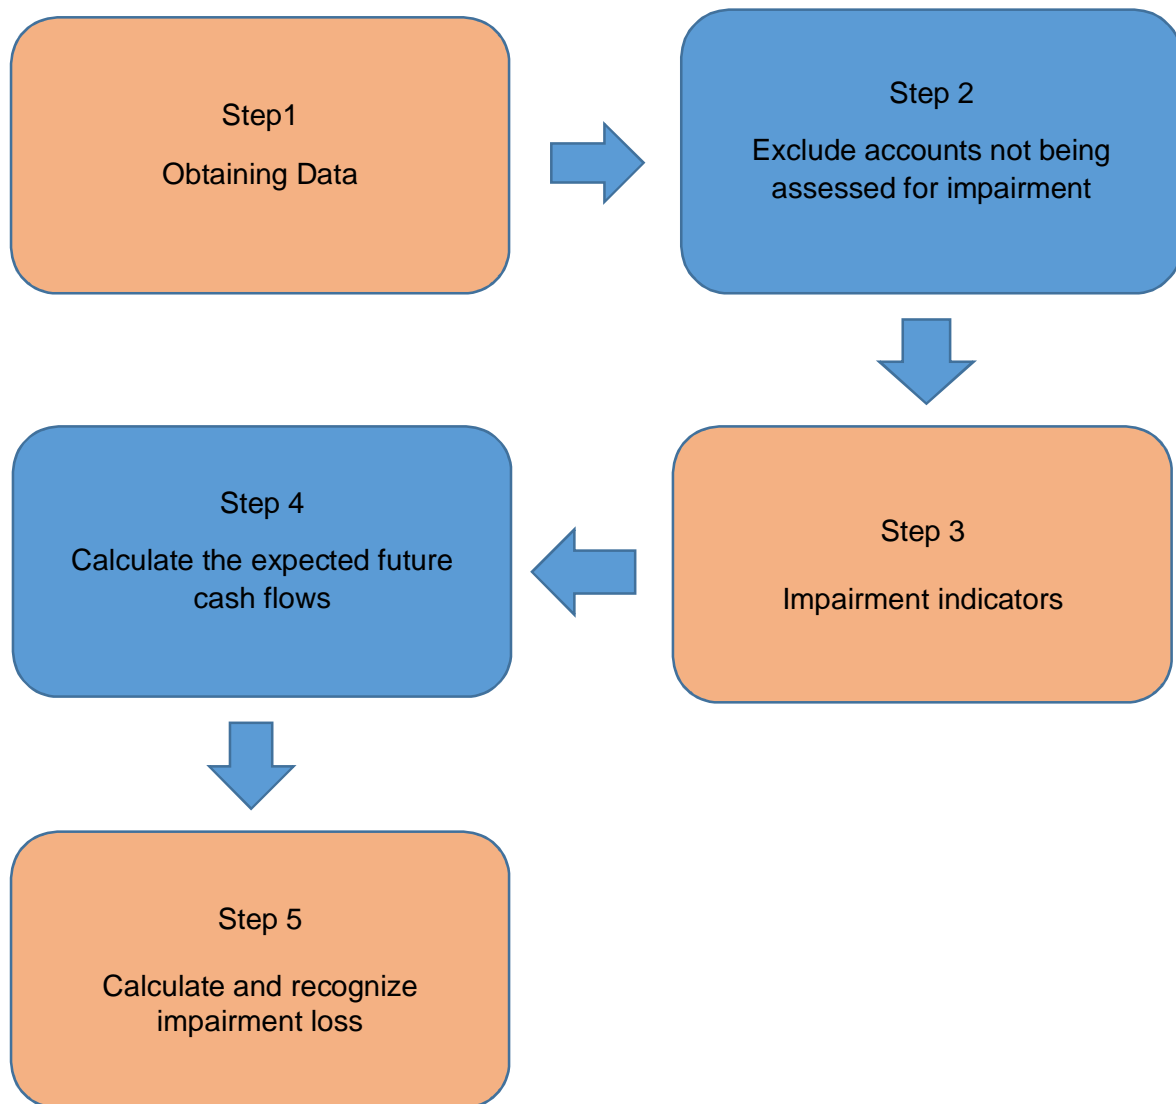 Step1
Obtaining Data
Step 2
Exclude accounts not being
assessed for impairment
Step 3
Impairment indicators
Step 4
Calculate the expected future
cash flows
Step 5
Calculate and recognize
impairment loss